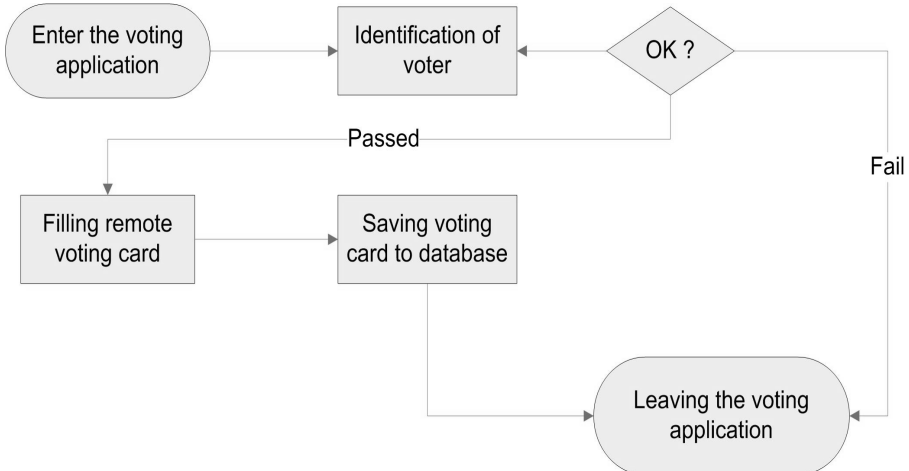 Enter the voting
application
Identification of
voter
OK ?
Passed
Fail
Filling remote
voting card
Saving voting
card to database
Leaving the voting
application